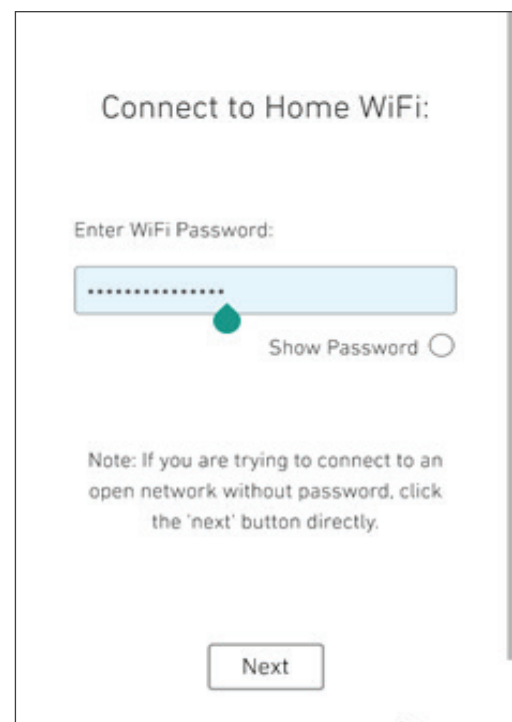 Connect to Home WiFi:
Enter WiFi Password:
•••••••••••••••
Show Password
Note: If you are trying to connect to an
open network without password, click
the 'next' button directly.
Next